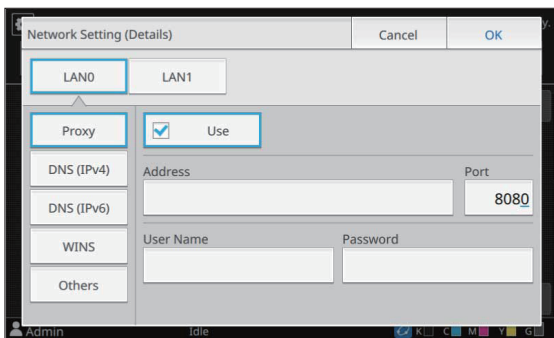 Network Setting (Details)
Cancel
OK
LAN0
LAN1
Proxy
Use
DNS (IPv4)
Address
Port
DNS (IPv6)
8080
WINS
User Name
Password
Others
Admin
Idle
K
C
M
Y
G